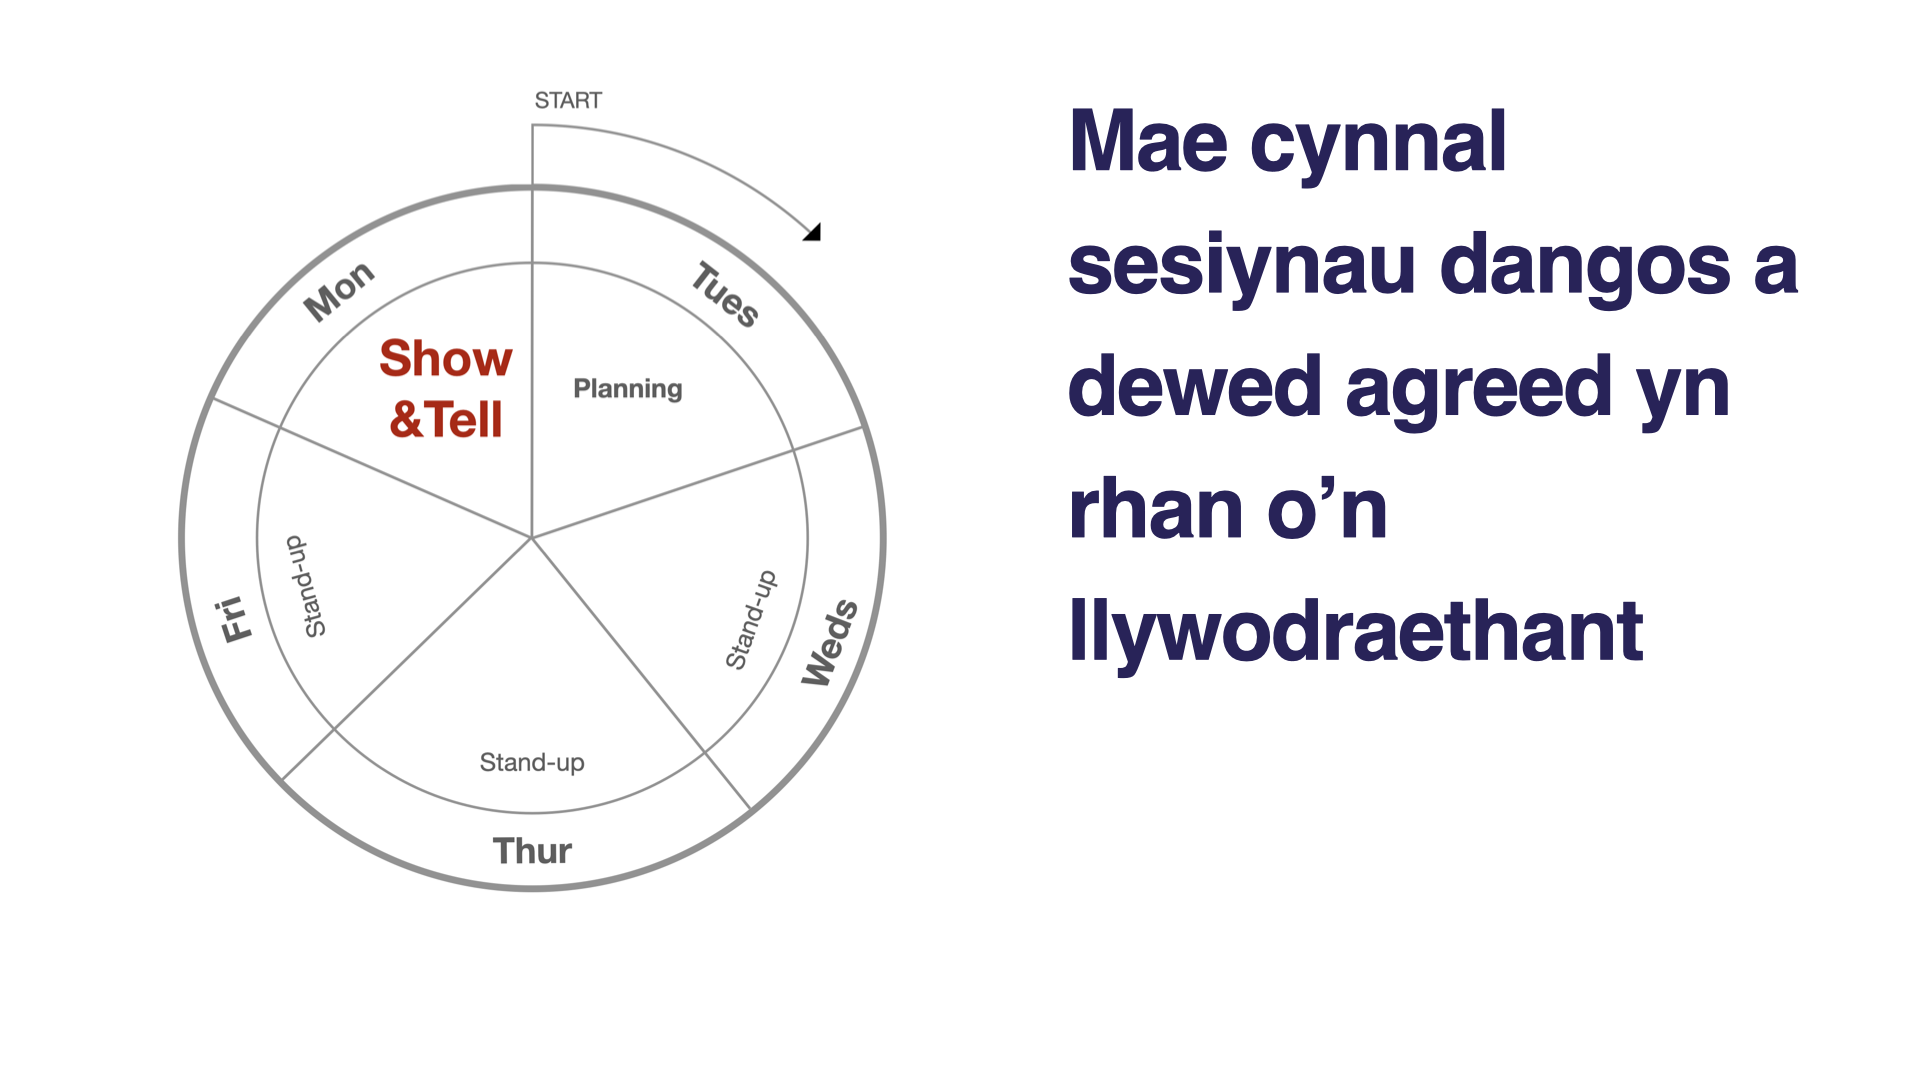 START
Mon
Tues
Show
&Tell
Planning
Stand-up
Stand-up
Fri
Weds
Stand-up
Thur
Mae cynnal
sesiynau dangos a
dewed agreed yn
rhan o’n
llywodraethant